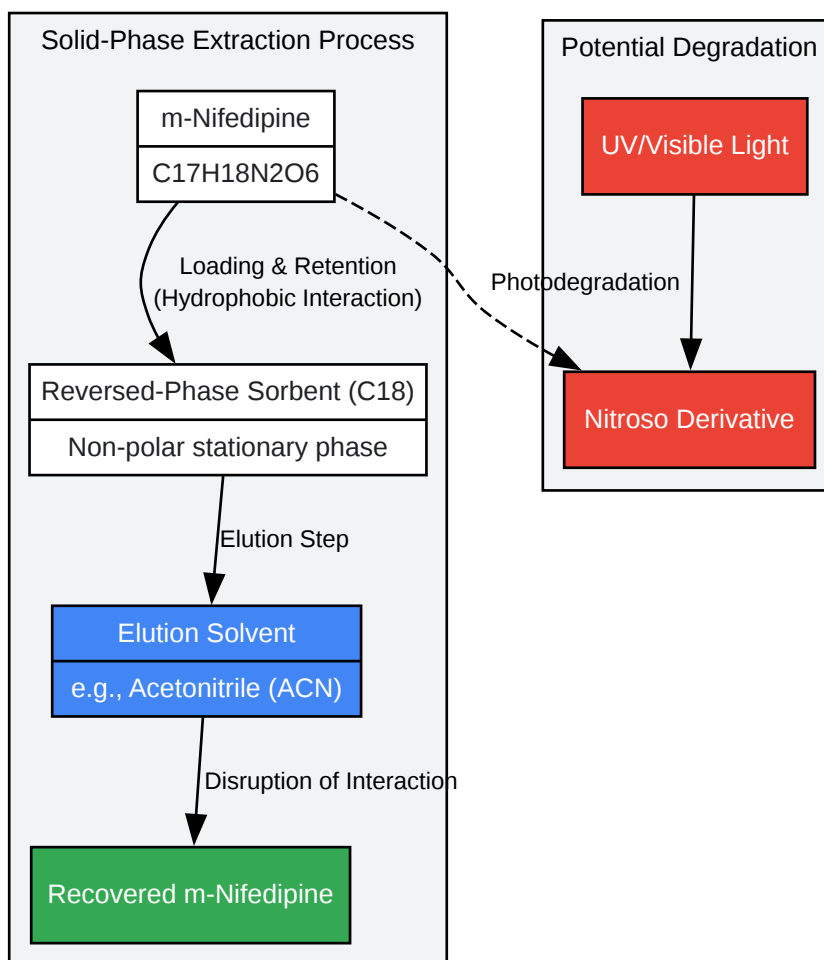 Solid-Phase Extraction Process
m-Nifedipine
C17H18N2O6
Loading & Retention
(Hydrophobic Interaction)
Reversed-Phase Sorbent (C18)
Non-polar stationary phase
Elution Step
Elution Solvent
e.g., Acetonitrile (ACN)
Disruption of Interaction
Recovered m-Nifedipine
Potential Degradation
UV/Visible Light
Photodegradation
Nitroso Derivative